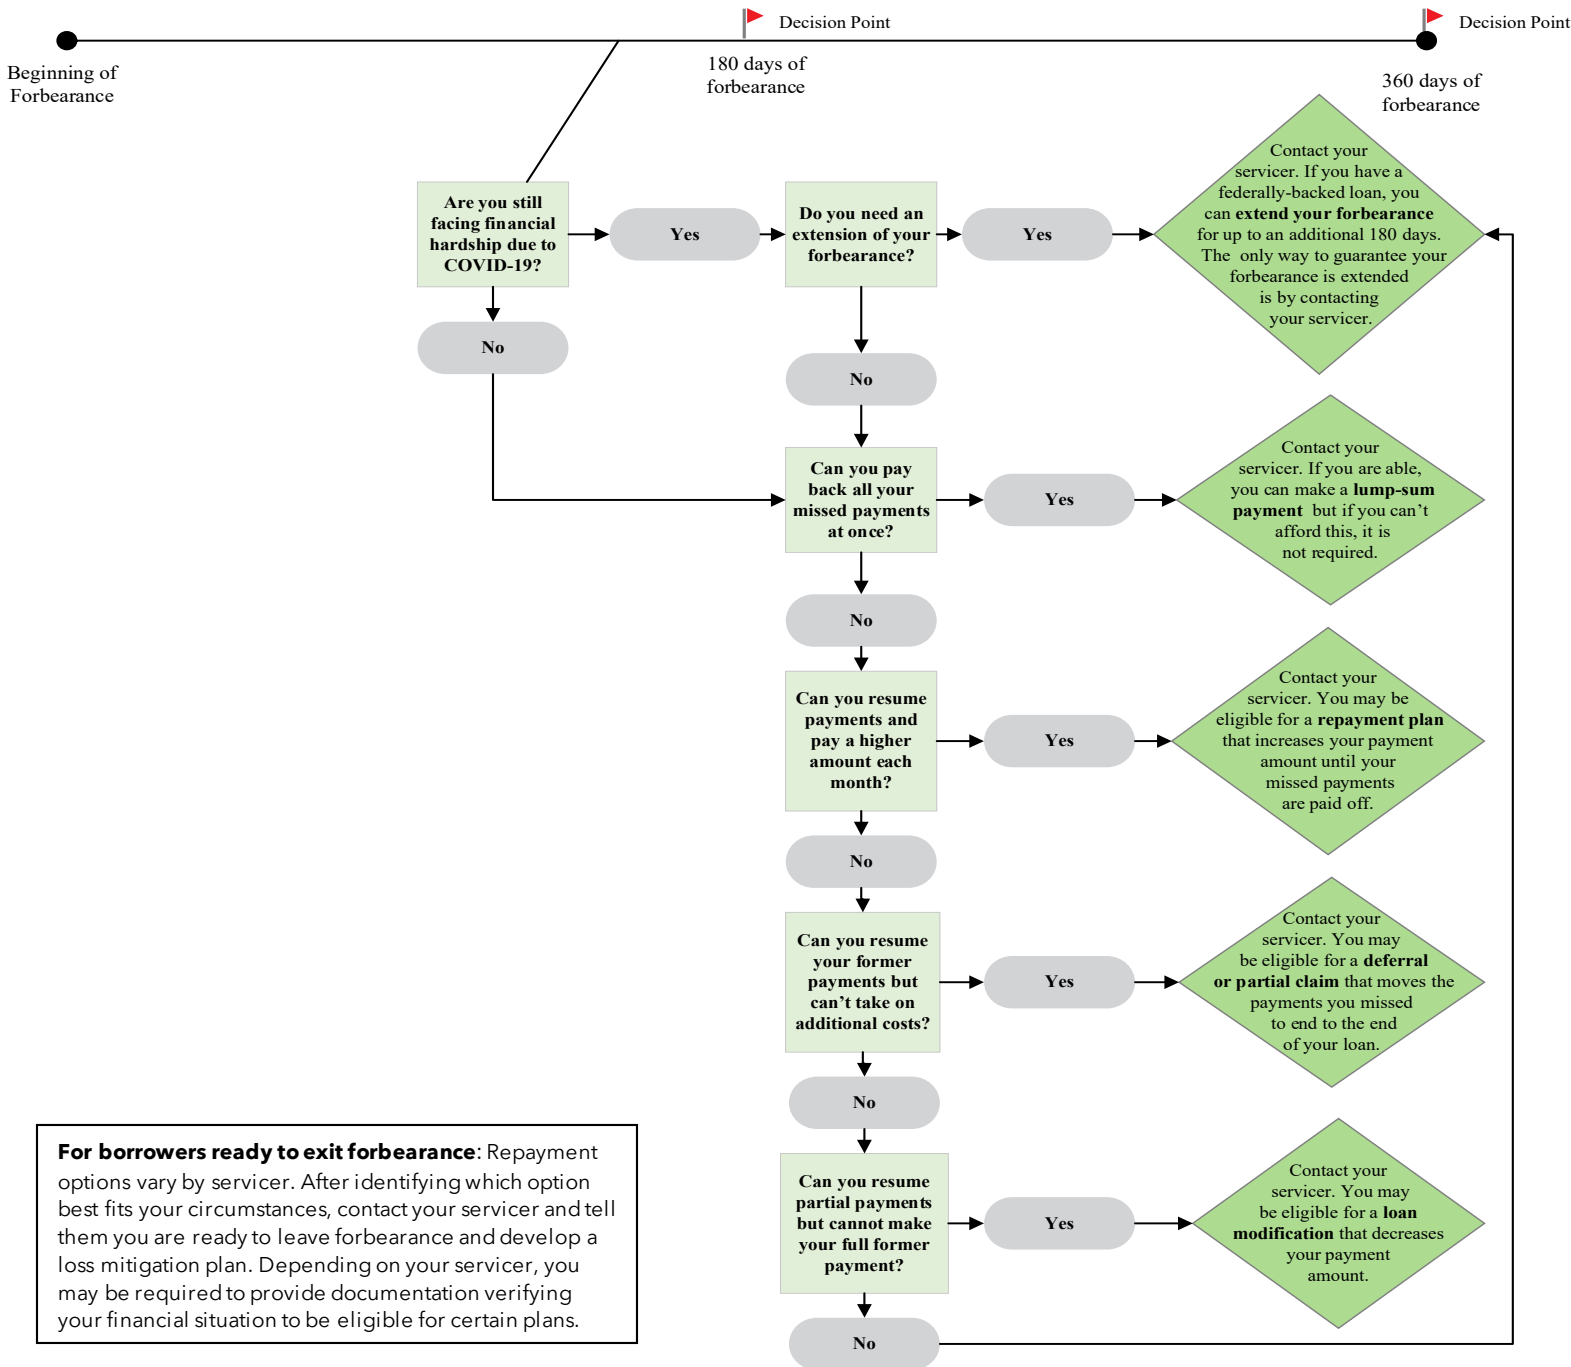 Decision Point
Decision Point
Beginning of
Forbearance
180 days of
forbearance
360 days of
forbearance
Are you still
facing financial
hardship due to
COVID-19?
Yes
Do you need an
extension of your
forbearance?
Yes
Contact your
servicer. If you have a
federally-backed loan, you
can extend your forbearance
for up to an additional 180 days.
The only way to guarantee your
forbearance is extended
is by contacting
your servicer.
No
No
Can you pay
back all your
missed payments
at once?
Yes
Contact your
servicer. If you are able,
you can make a lump-sum
payment but if you can’t
afford this, it is
not required.
No
Can you resume
payments and
pay a higher
amount each
month?
Yes
Contact your
servicer. You may be
eligible for a repayment plan
that increases your payment
amount until your
missed payments
are paid off.
No
Can you resume
your former
payments but
can’t take on
additional costs?
Yes
Contact your
servicer. You may
be eligible for a deferral
or partial claim that moves the
payments you missed
to end to the end
of your loan.
No
Can you resume
partial payments
but cannot make
your full former
payment?
Yes
Contact your
servicer. You may
be eligible for a loan
modification that decreases
your payment
amount.
No
For borrowers ready to exit forbearance: Repayment
options vary by servicer. After identifying which option
best fits your circumstances, contact your servicer and tell
them you are ready to leave forbearance and develop a
loss mitigation plan. Depending on your servicer, you
may be required to provide documentation verifying
your financial situation to be eligible for certain plans.